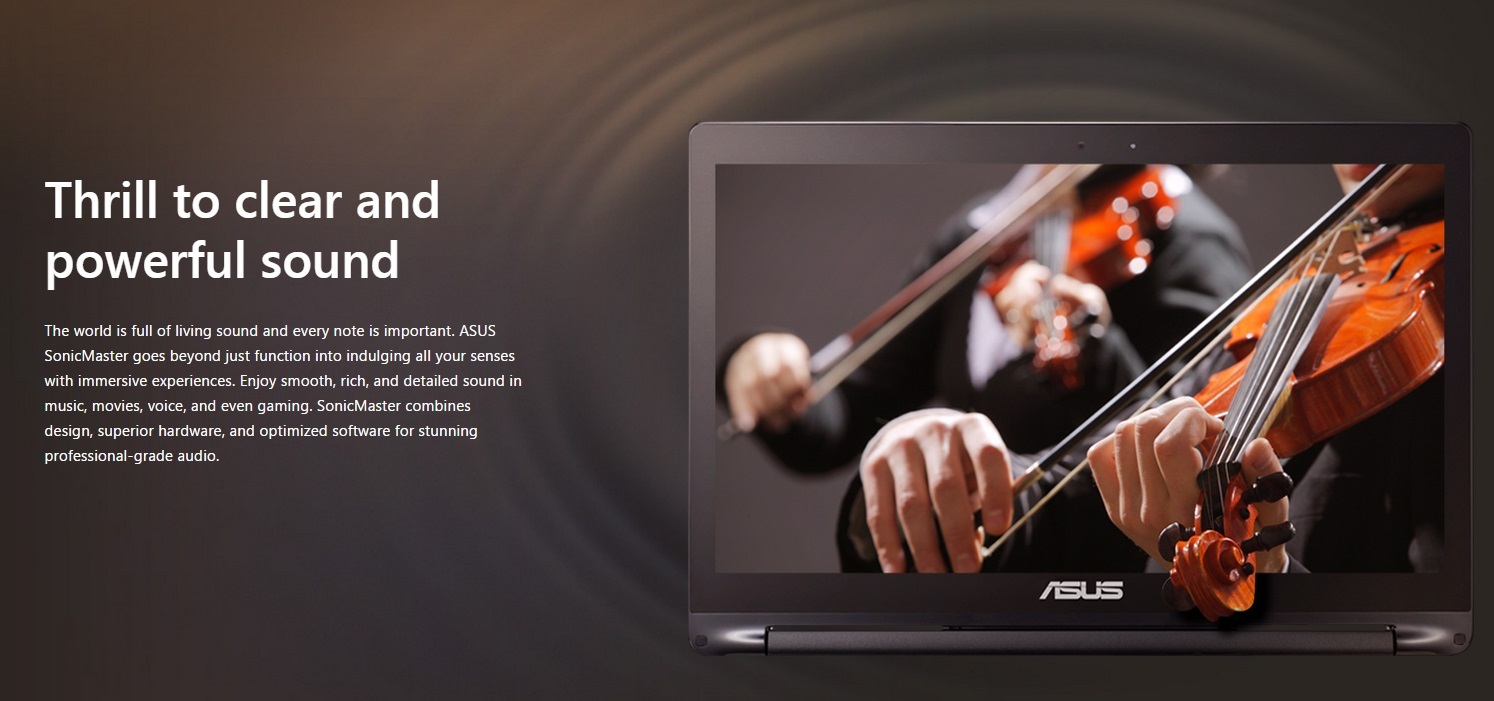 Thrill to clear and
powerful sound
The world is full of living sound and every note is important. ASUS
SonicMaster goes beyond just function into indulging all your senses
with immersive experiences. Enjoy smooth, rich, and detailed sound in
music, movies, voice, and even gaming. SonicMaster combines
design, superior hardware, and optimized software for stunning
professional-grade audio.
ASUS